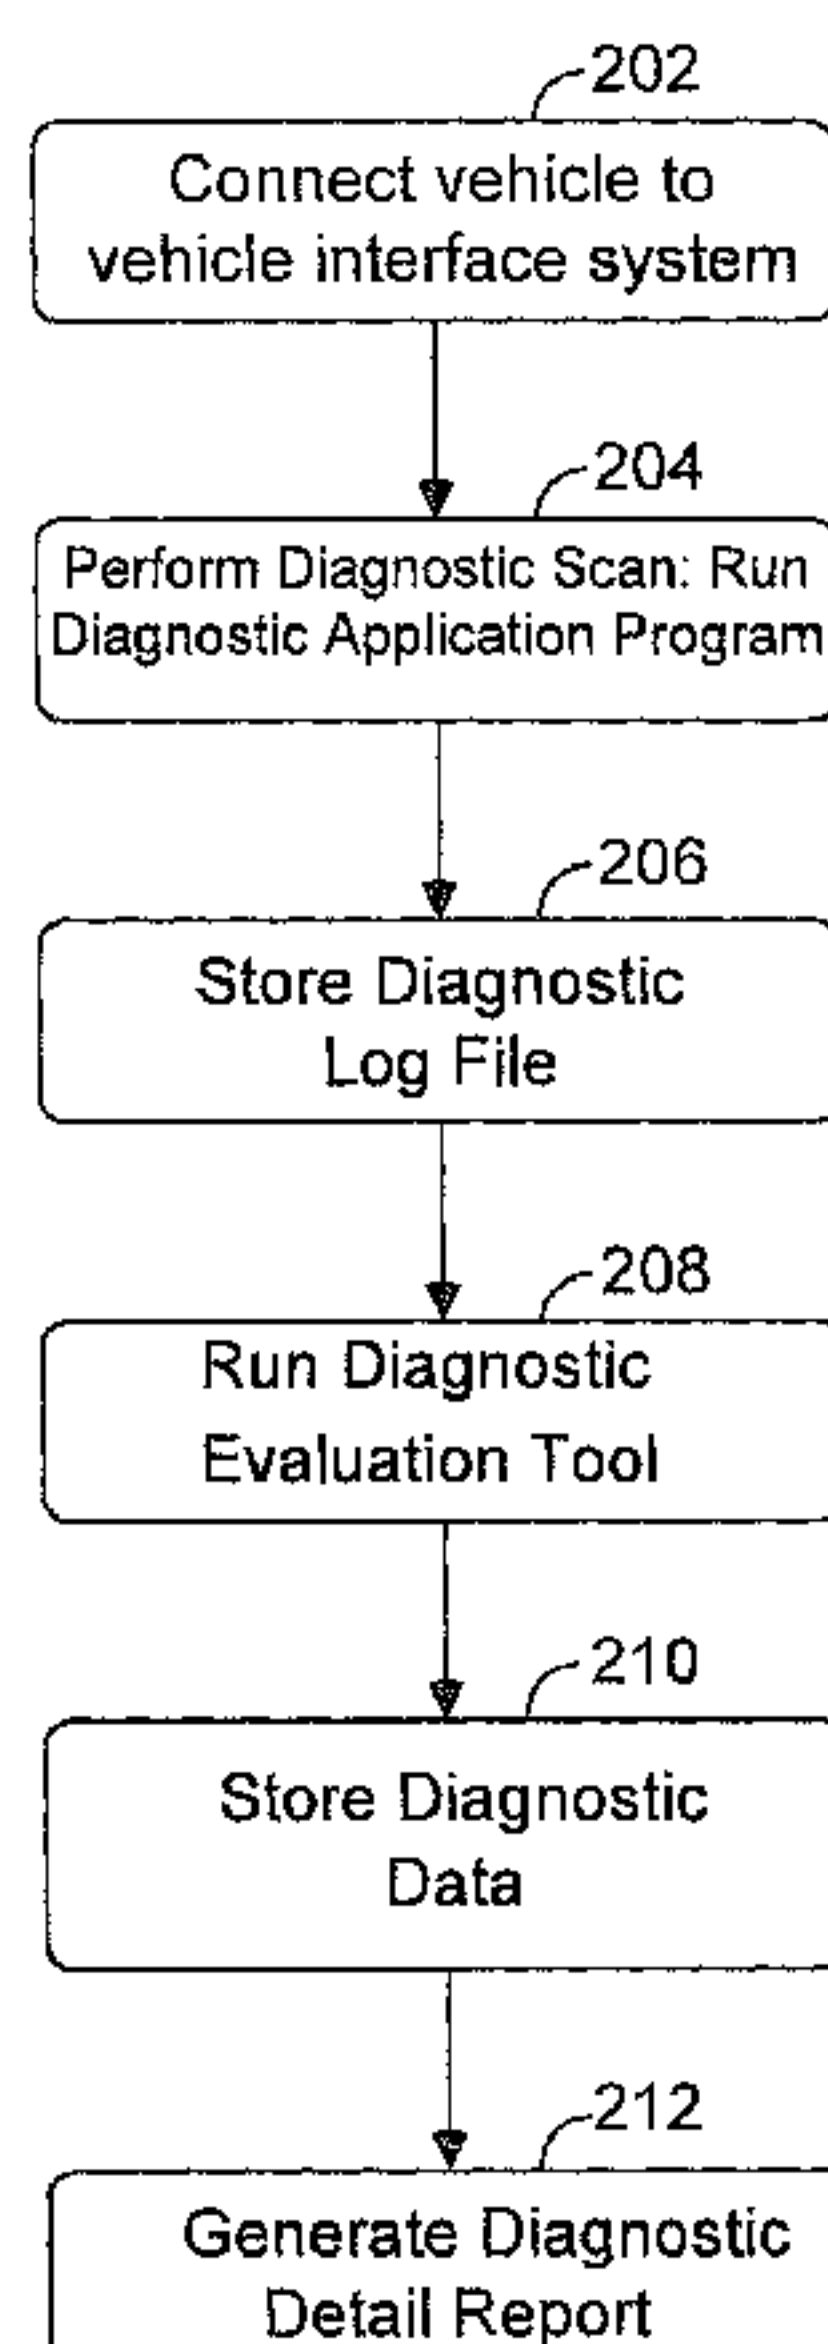 202
Connect vehicle to
vehicle interface system
204
Perform Diagnostic Scan: Run
Diagnostic Application Program
206
Store Diagnostic
Log File
208
Run Diagnostic
Evaluation Tool
210
Store Diagnostic
Data
212
Generate Diagnostic
Detail Report